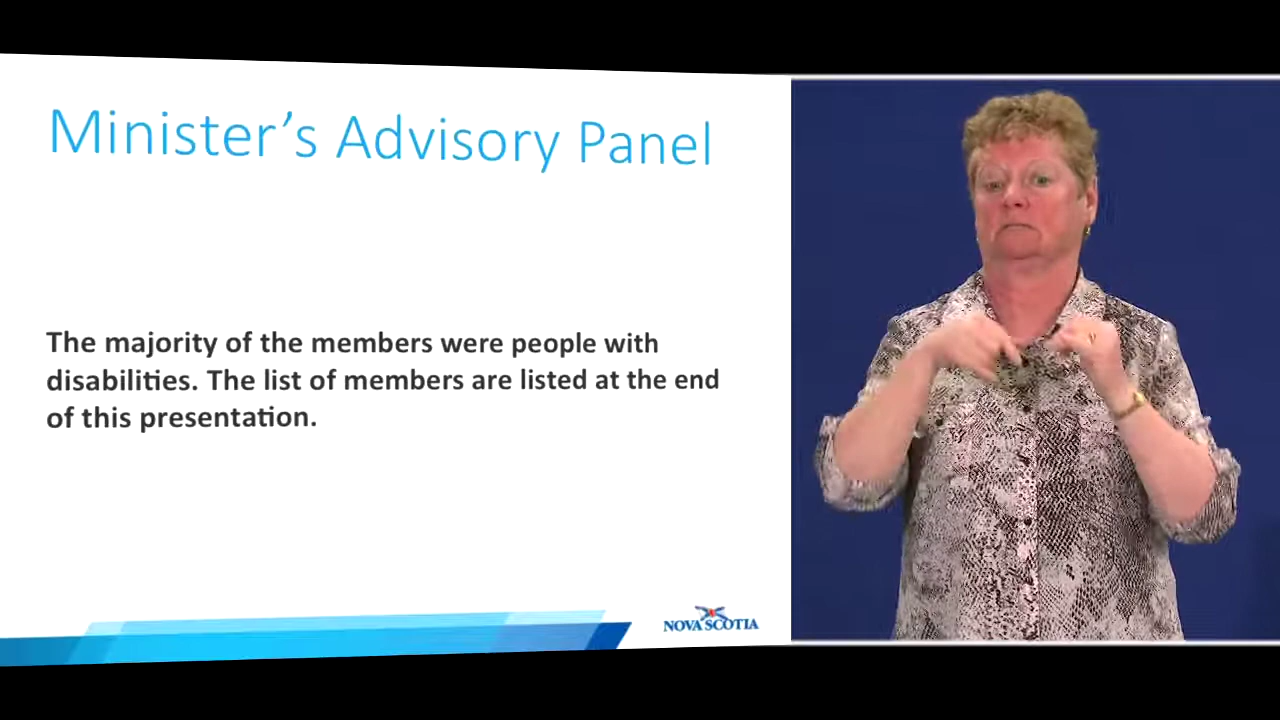 Minister's Advisory Panel
The majority of the members were people with
disabilities. The list of members are listed at the end
of this presentation.
NOVA SCOTIA